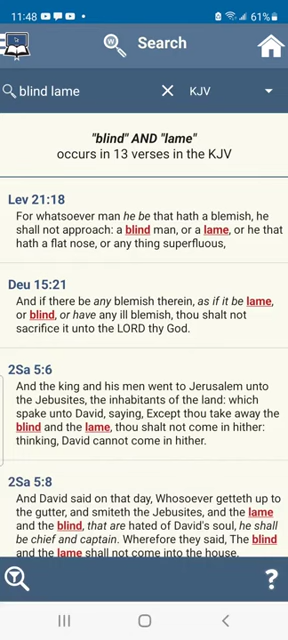 11:48
61%
Search
blind lame
KJV
"blind" AND "lame"
occurs in 13 verses in the KJV
Lev 21:18
For whatsoever man he be that hath a blemish, he
shall not approach: a blind man, or a lame, or he that
hath a flat nose, or any thing superfluous,
Deu 15:21
And if there be any blemish therein, as if it be lame,
or blind, or have any ill blemish, thou shalt not
sacrifice it unto the LORD thy God.
2Sa 5:6
And the king and his men went to Jerusalem unto
the Jebusites, the inhabitants of the land: which
spake unto David, saying, Except thou take away the
blind and the lame, thou shalt not come in hither:
thinking, David cannot come in hither.
2Sa 5:8
And David said on that day, Whosoever getteth up to
the gutter, and smiteth the Jebusites, and the lame
and the blind, that are hated of David's soul, he shall
be chief and captain. Wherefore they said, The blind
and the lame shall not come into the house.
?